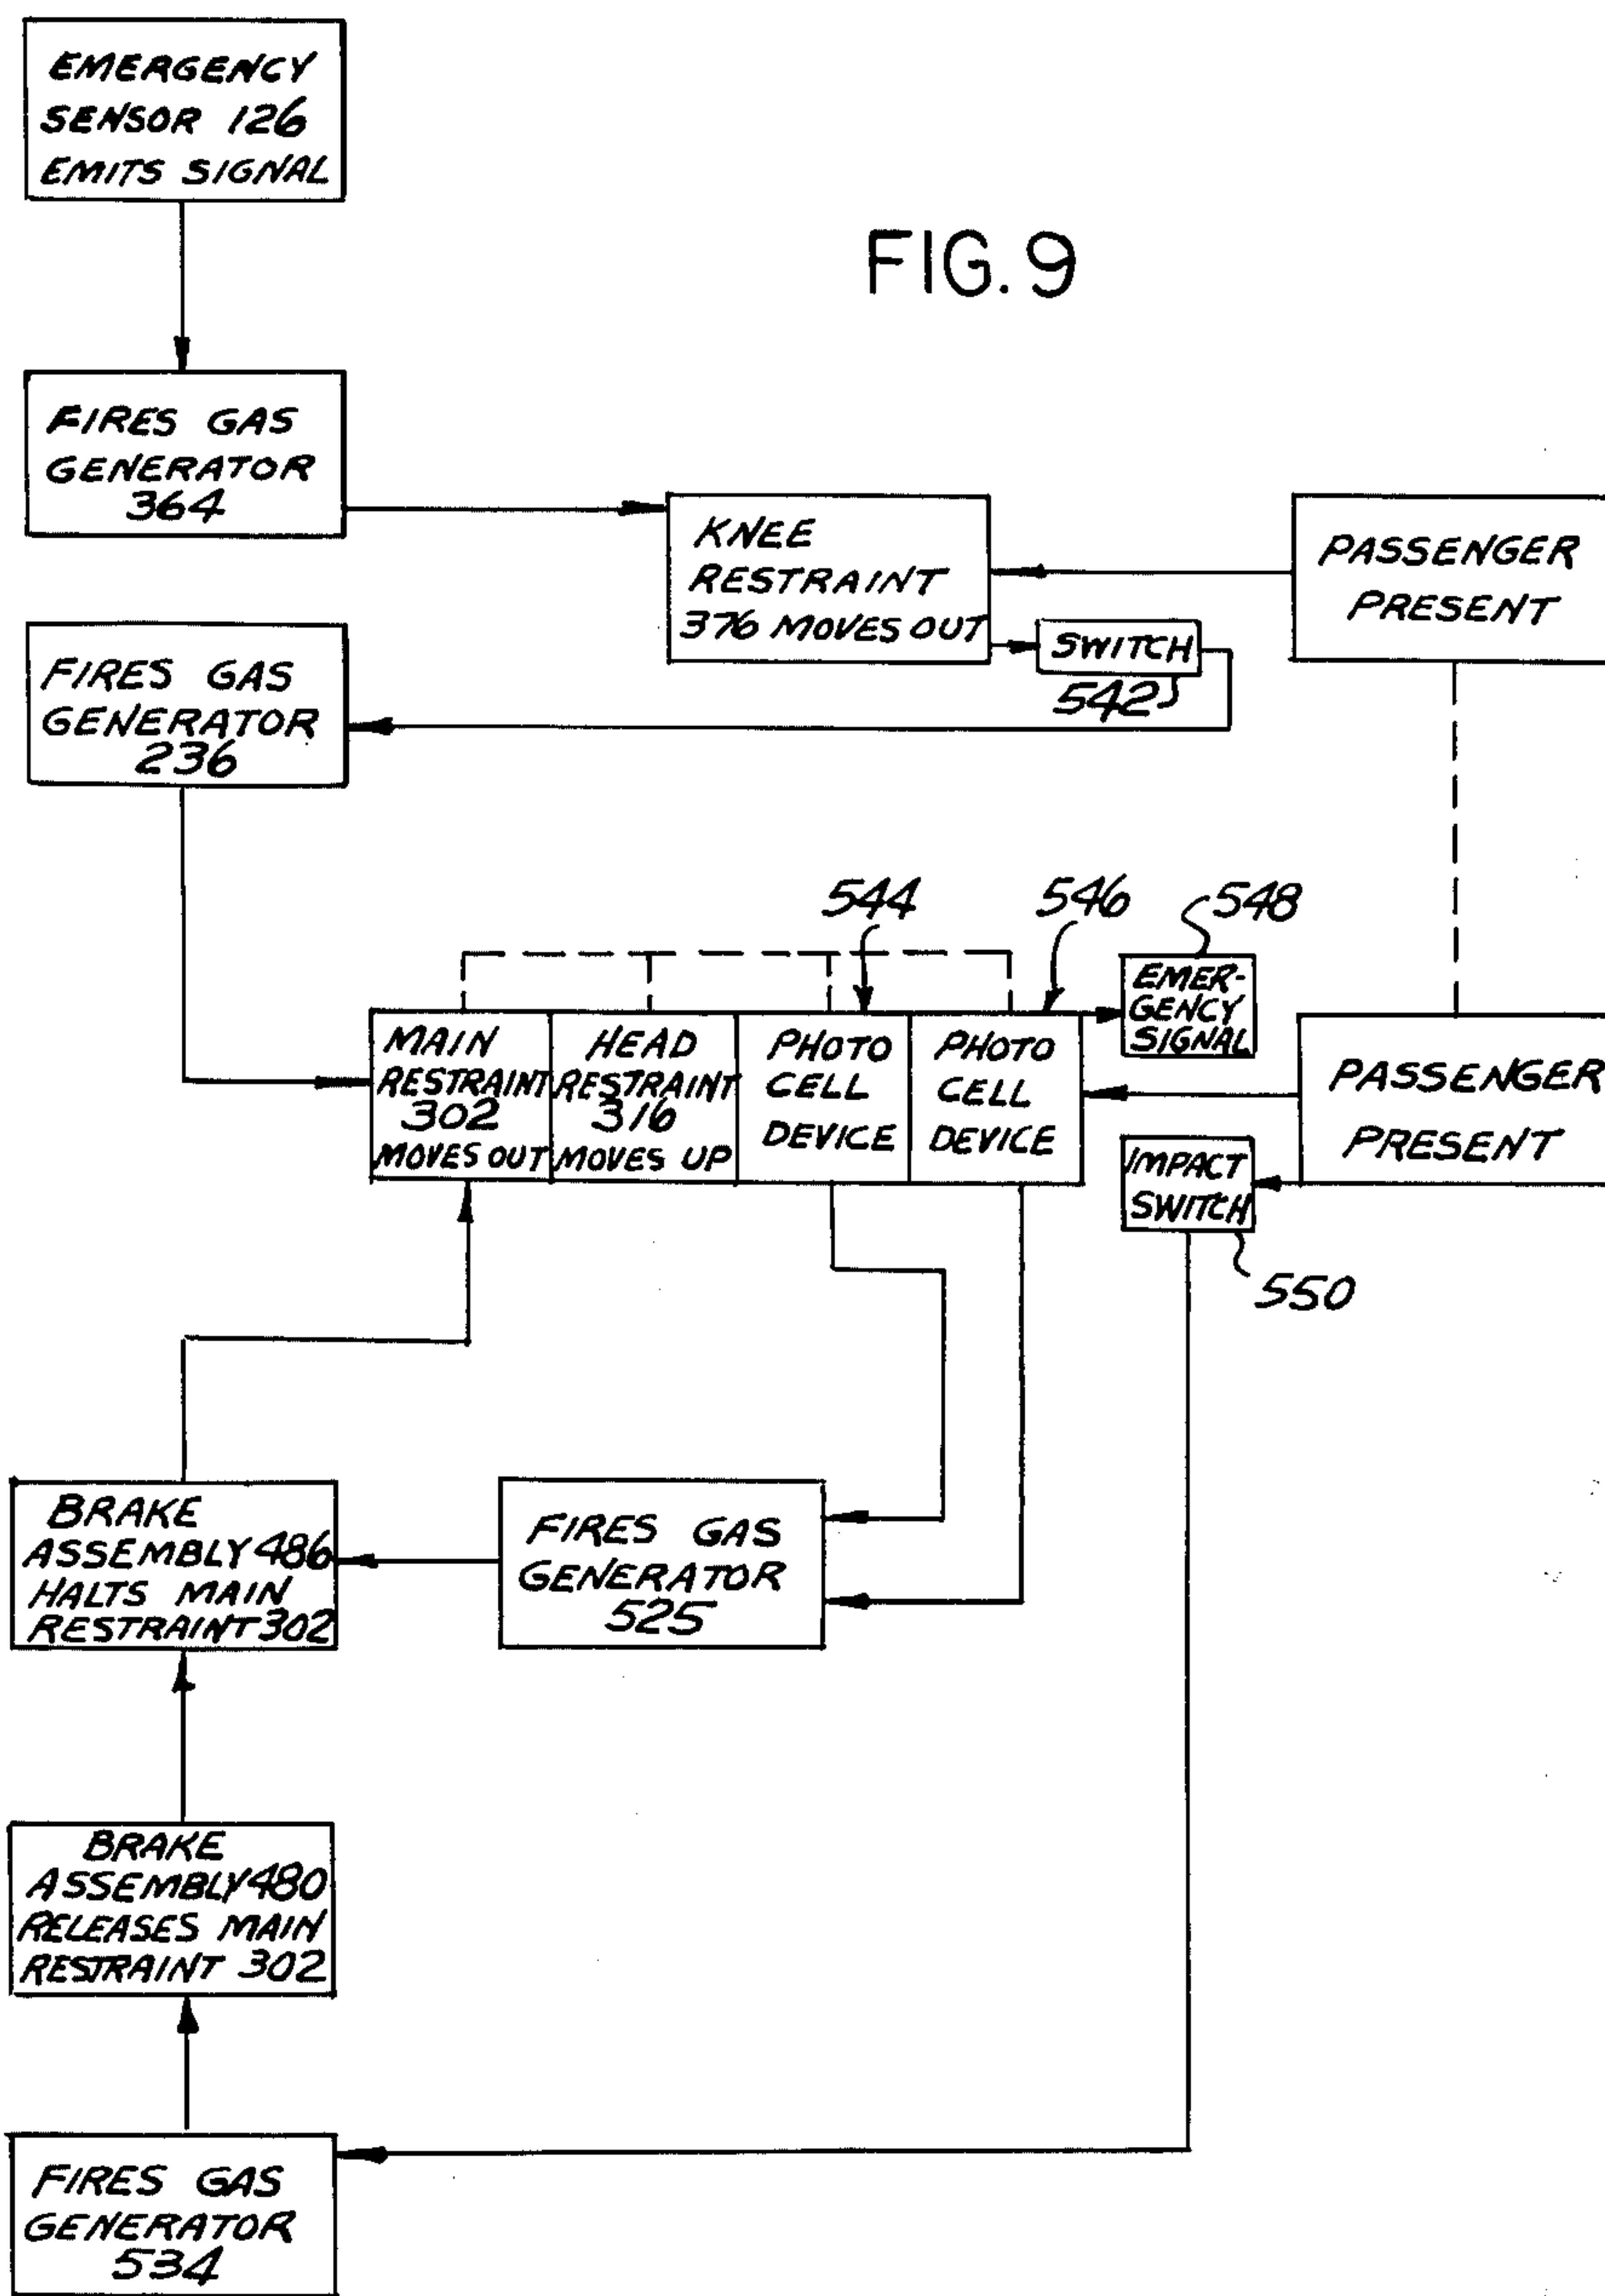 EMERGENCY
SENSOR 126
EMITS SIGNAL
FIG. 9
FIRES GAS
GENERATOR
364
KNEE
RESTRAINT
376 MOVES OUT
PASSENGER
PRESENT
SWITCH
542
FIRES GAS
GENERATOR
236
544
546
548
EMER-
GENCY
SIGNAL
MAIN
RESTRAINT
302
MOVES OUT
HEAD
RESTRAINT
316
MOVES UP
PHOTO
CELL
DEVICE
PHOTO
CELL
DEVICE
PASSENGER
PRESENT
IMPACT
SWITCH
550
BRAKE
ASSEMBLY 486
HALTS MAIN
RESTRAINT 302
FIRES GAS
GENERATOR
525
BRAKE
ASSEMBLY 480
RELEASES MAIN
RESTRAINT 302
FIRES GAS
GENERATOR
534